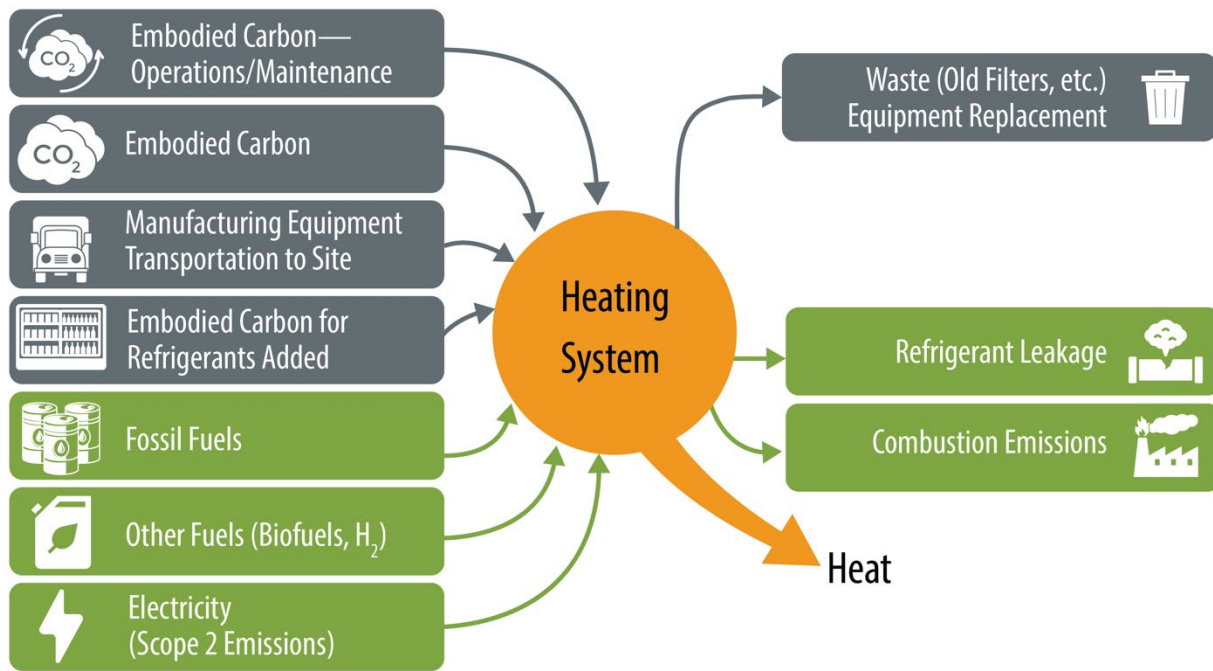 Embodied Carbon—
Operations/Maintenance
CO₂
Embodied Carbon
CO₂
Manufacturing Equipment
Transportation to Site
Embodied Carbon for
Refrigerants Added
Fossil Fuels
Other Fuels (Biofuels, H₂)
Electricity
(Scope 2 Emissions)
Heating
System
Waste (Old Filters, etc.)
Equipment Replacement
Refrigerant Leakage
Combustion Emissions
Heat